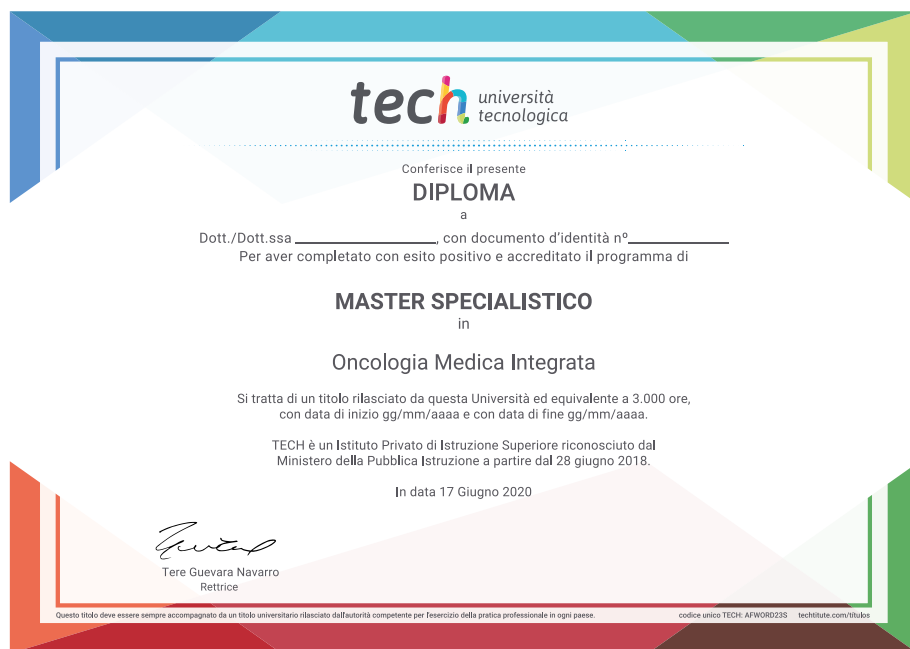 tech università
tecnologica
Conferisce il presente
DIPLOMA
a
Dott./Dott.ssa ________________, con documento d'identità nº____________
Per aver completato con esito positivo e accreditato il programma di
MASTER SPECIALISTICO
in
Oncologia Medica Integrata
Si tratta di un titolo rilasciato da questa Università ed equivalente a 3.000 ore,
con data di inizio gg/mm/aaaa e con data di fine gg/mm/aaaa.
TECH è un Istituto Privato di Istruzione Superiore riconosciuto dal
Ministero della Pubblica Istruzione a partire dal 28 giugno 2018.
In data 17 Giugno 2020
Tere Guevara Navarro
Rettrice
Questo titolo deve essere sempre accompagnato da un titolo universitario rilasciato dall'autorità competente per l'esercizio della pratica professionale in ogni paese. codice unico TECH: AFWORD23S techtitute.com/títulos